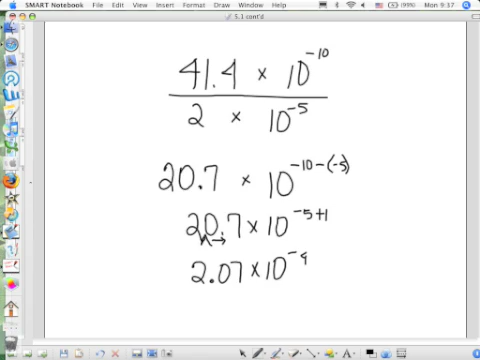 SMART Notebook File Edit View Insert Format Draw Window Help (99%) Mon 9:37
5.1 cont'd
41.4 × 10⁻¹⁰
2 × 10⁻⁵
20.7 × 10^(-10-(-5))
20.7 × 10⁻⁵⁺¹
2.07 × 10⁻⁴